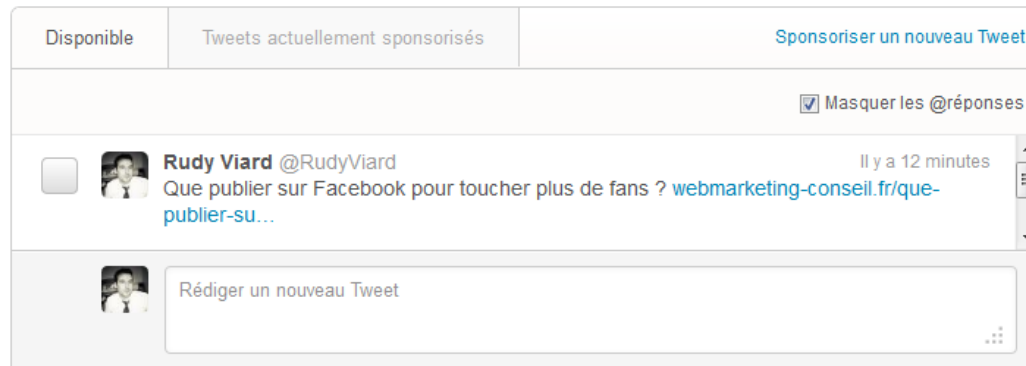 Disponible
Tweets actuellement sponsorisés
Sponsoriser un nouveau Tweet
Masquer les @réponses
Rudy Viard @RudyViard
Il y a 12 minutes
Que publier sur Facebook pour toucher plus de fans ? webmarketing-conseil.fr/que-
publier-su...
Rédiger un nouveau Tweet